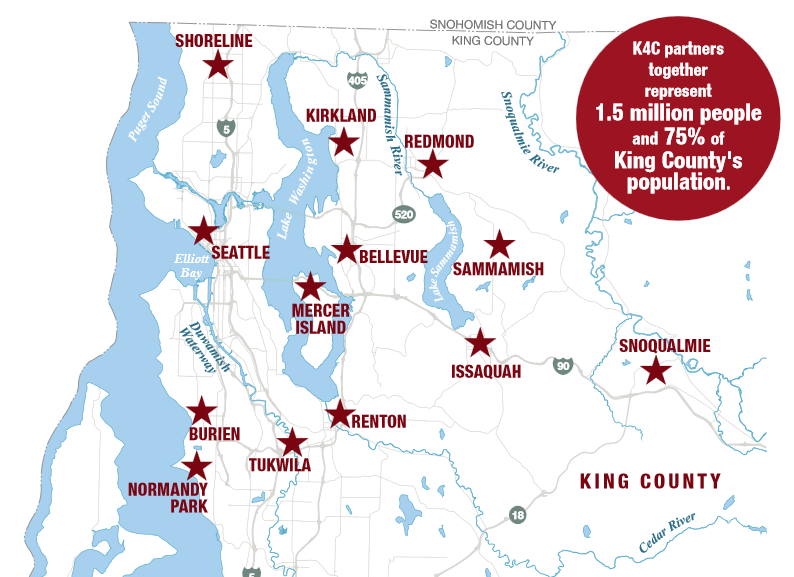 SNOHOMISH COUNTY
KING COUNTY
K4C partners
together
represent
1.5 million people
and 75% of
King County's
population.
SHORELINE
Puget Sound
405
Sammamish River
Snoqualmie River
5
KIRKLAND
REDMOND
Lake Washington
520
SEATTLE
Elliott
Bay
BELLEVUE
Lake Sammamish
SAMMAMISH
MERCER
ISLAND
Duwamish
Waterway
ISSAQUAH
90
SNOQUALMIE
BURIEN
RENTON
TUKWILA
NORMANDY
PARK
KING COUNTY
18
Cedar River
5